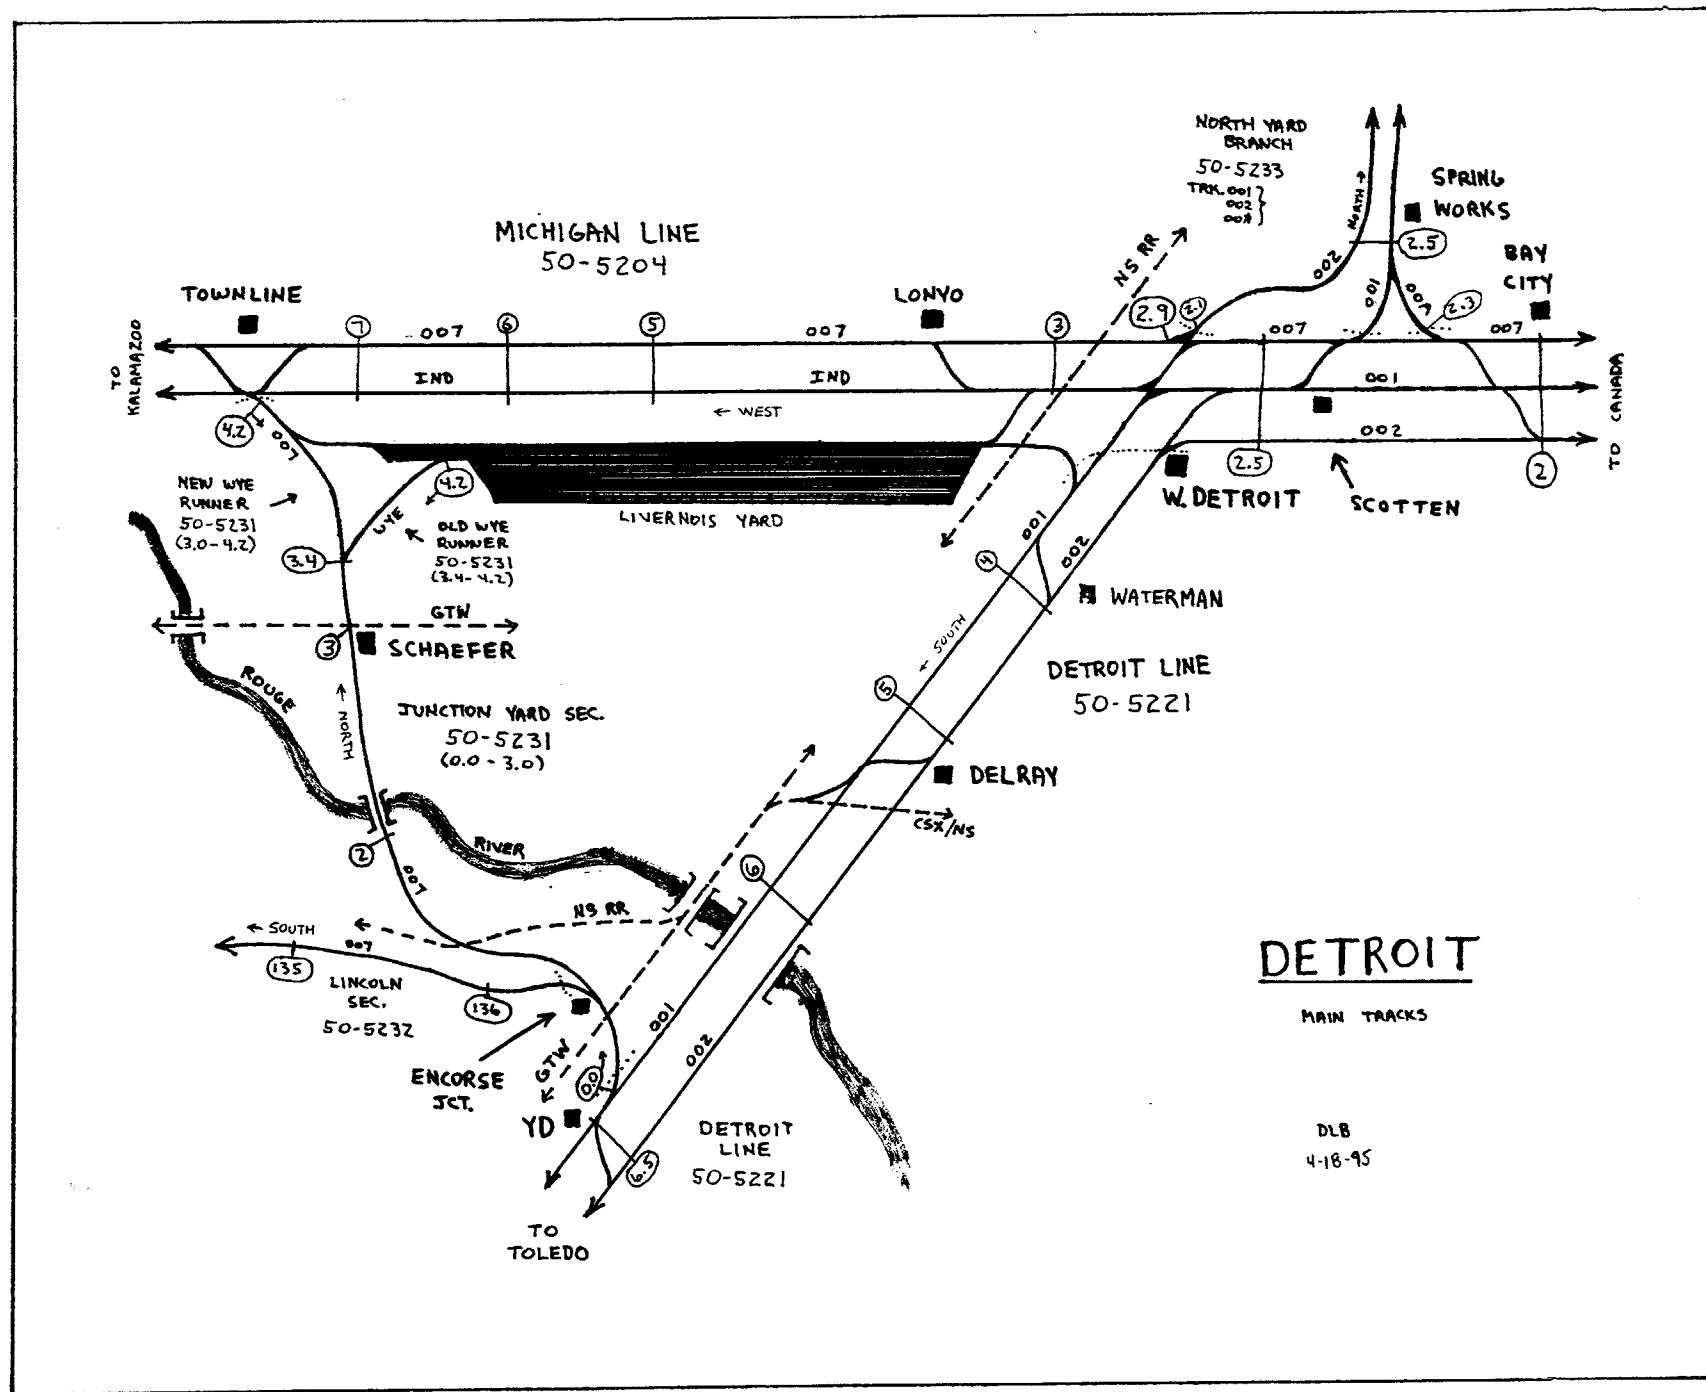 NORTH YARD
BRANCH
50-5233
TRK. 001
002
00A
NORTH →
SPRING
WORKS
2.5
002
001
00A
2.3
BAY
CITY
MICHIGAN LINE
50-5204
NS RR
TOWNLINE
LONYO
7
007
6
5
007
3
2.9
2.1
007
007
TO
KALAMAZOO
IND
IND
001
← WEST
TO CANADA
4.2
007
002
2.5
2
NEW WYE
RUNNER
50-5231
(3.0-4.2)
4.2
WYE
OLD WYE
RUNNER
50-5231
(3.4-4.2)
LIVERNOIS YARD
W. DETROIT
SCOTTEN
3.4
001
002
4
WATERMAN
GTW
3
SCHAEFER
← SOUTH
DETROIT LINE
50-5221
ROUGE
← NORTH
JUNCTION YARD SEC.
50-5231
(0.0 - 3.0)
5
DELRAY
CSX/NS
2
RIVER
007
6
NS RR
← SOUTH
007
135
LINCOLN
SEC.
50-5232
136
DETROIT
MAIN TRACKS
ENCORSE
JCT.
GTW
0.0
001
002
YD
6.5
DETROIT
LINE
50-5221
DLB
4-18-95
TO
TOLEDO